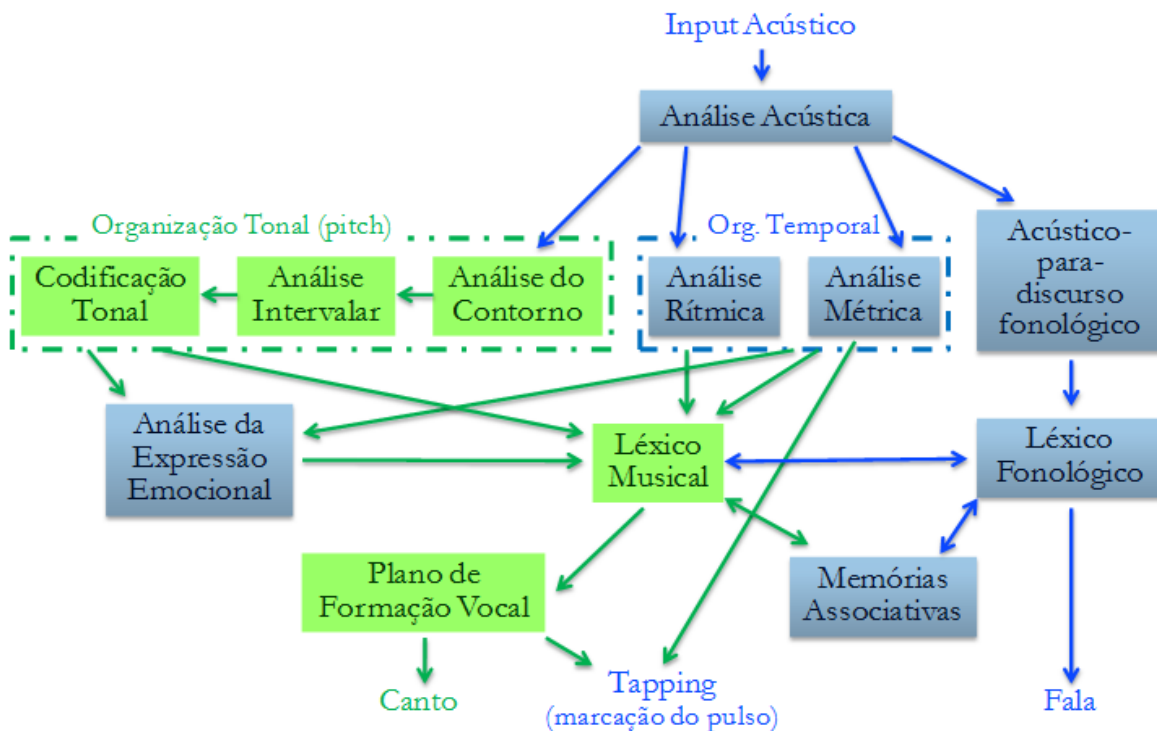 Input Acústico
Análise Acústica
Organização Tonal (pitch)
Codificação
Tonal
Análise
Intervalar
Análise do
Contorno
Org. Temporal
Análise
Rítmica
Análise
Métrica
Acústico-
para-
discurso
fonológico
Análise da
Expressão
Emocional
Léxico
Musical
Léxico
Fonológico
Plano de
Formação Vocal
Memórias
Associativas
Canto
Tapping
(marcação do pulso)
Fala